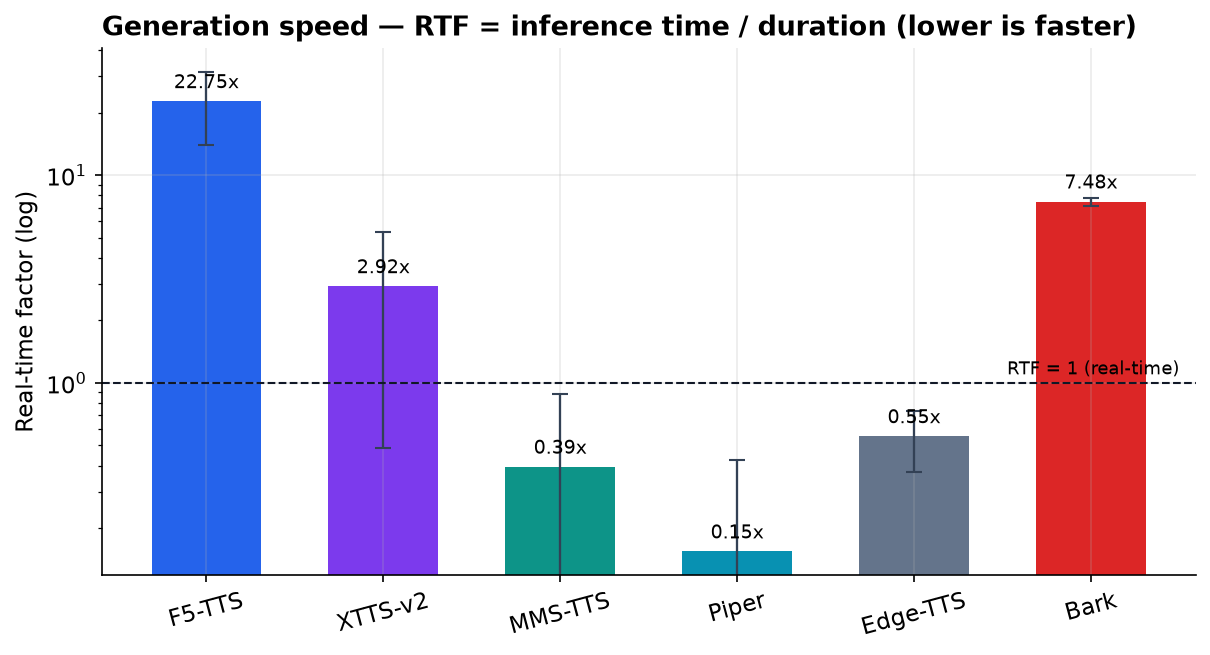 Generation speed — RTF = inference time / duration (lower is faster)
Real-time factor (log)
10¹
10⁰
22.75x
2.92x
0.39x
0.15x
0.55x
7.48x
RTF = 1 (real-time)
F5-TTS
XTTS-v2
MMS-TTS
Piper
Edge-TTS
Bark